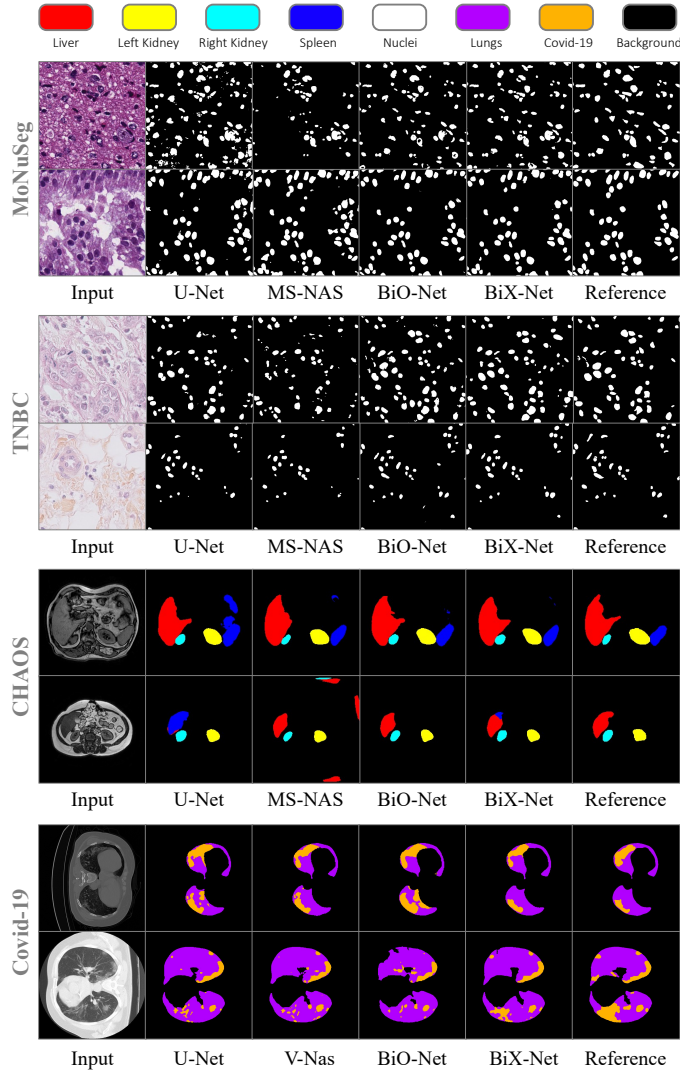 Liver Left Kidney Right Kidney Spleen Nuclei Lungs Covid-19 Background
MoNuSeg
Input U-Net MS-NAS BiO-Net BiX-Net Reference
TNBC
Input U-Net MS-NAS BiO-Net BiX-Net Reference
CHAOS
Input U-Net MS-NAS BiO-Net BiX-Net Reference
Covid-19
Input U-Net V-Nas BiO-Net BiX-Net Reference